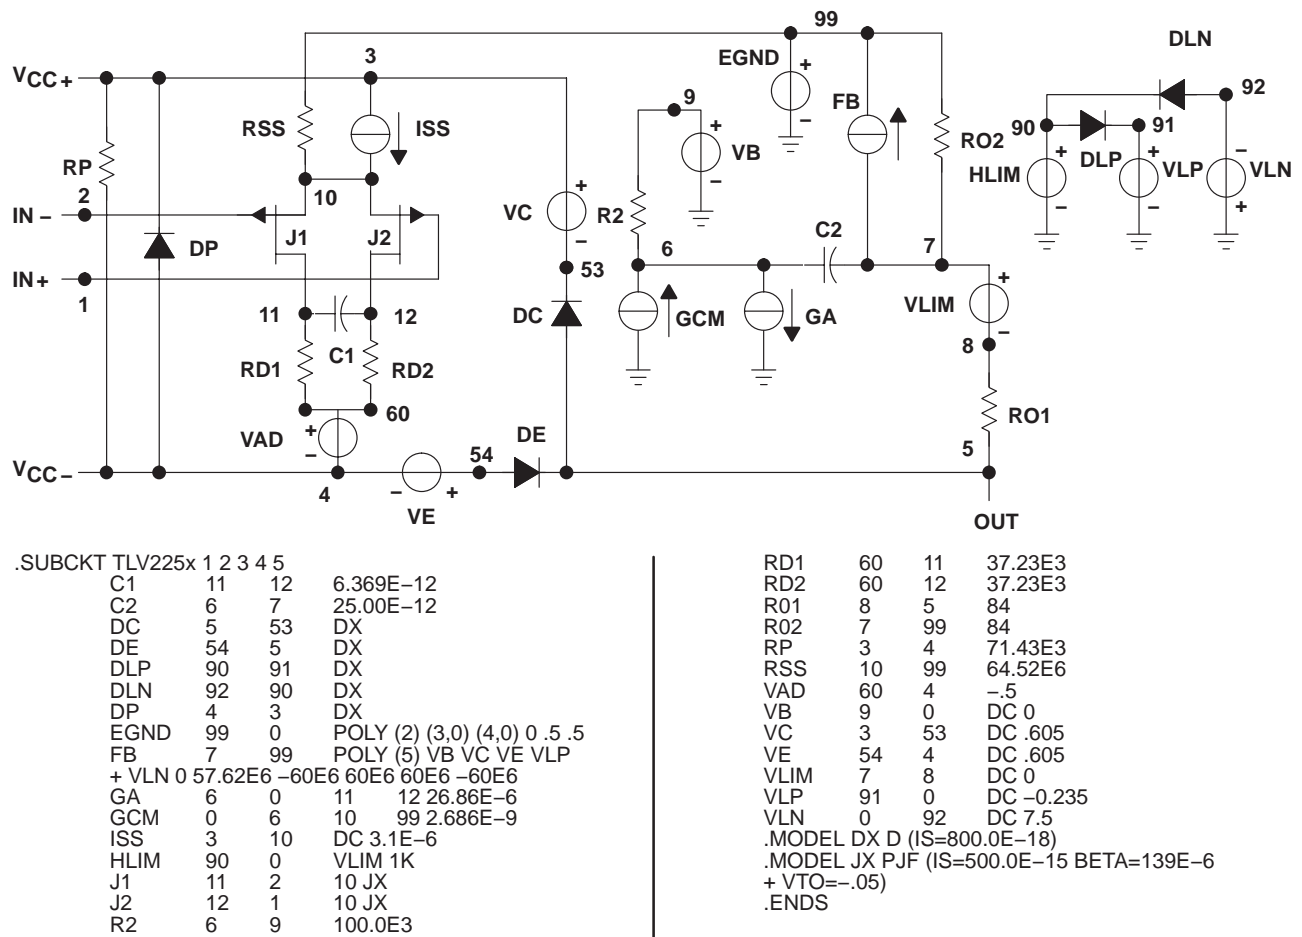 99
DLN
3
VCC+
EGND
+
92
9
FB
+
−
RSS
ISS
RO2
90
91
VB
DLP
RP
−
+
+
−
HLIM
VLP
VLN
2
10
+
−
−
+
IN −
VC
R2
C2
J1
J2
−
DP
6
7
IN+
53
+
1
VLIM
11
12
DC
GCM
GA
−
8
C1
RD1
RD2
60
RO1
VAD
+
DE
−
54
5
VCC−
4
−
+
VE
OUT
.SUBCKT TLV225x 1 2 3 4 5
C1 11 12 6.369E−12
C2 6 7 25.00E−12
DC 5 53 DX
DE 54 5 DX
DLP 90 91 DX
DLN 92 90 DX
DP 4 3 DX
EGND 99 0 POLY (2) (3,0) (4,0) 0 .5 .5
FB 7 99 POLY (5) VB VC VE VLP
+ VLN 0 57.62E6 −60E6 60E6 60E6 −60E6
GA 6 0 11 12 26.86E−6
GCM 0 6 10 99 2.686E−9
ISS 3 10 DC 3.1E−6
HLIM 90 0 VLIM 1K
J1 11 2 10 JX
J2 12 1 10 JX
R2 6 9 100.0E3
RD1 60 11 37.23E3
RD2 60 12 37.23E3
R01 8 5 84
R02 7 99 84
RP 3 4 71.43E3
RSS 10 99 64.52E6
VAD 60 4 −.5
VB 9 0 DC 0
VC 3 53 DC .605
VE 54 4 DC .605
VLIM 7 8 DC 0
VLP 91 0 DC −0.235
VLN 0 92 DC 7.5
.MODEL DX D (IS=800.0E−18)
.MODEL JX PJF (IS=500.0E−15 BETA=139E−6
+ VTO=−.05)
.ENDS